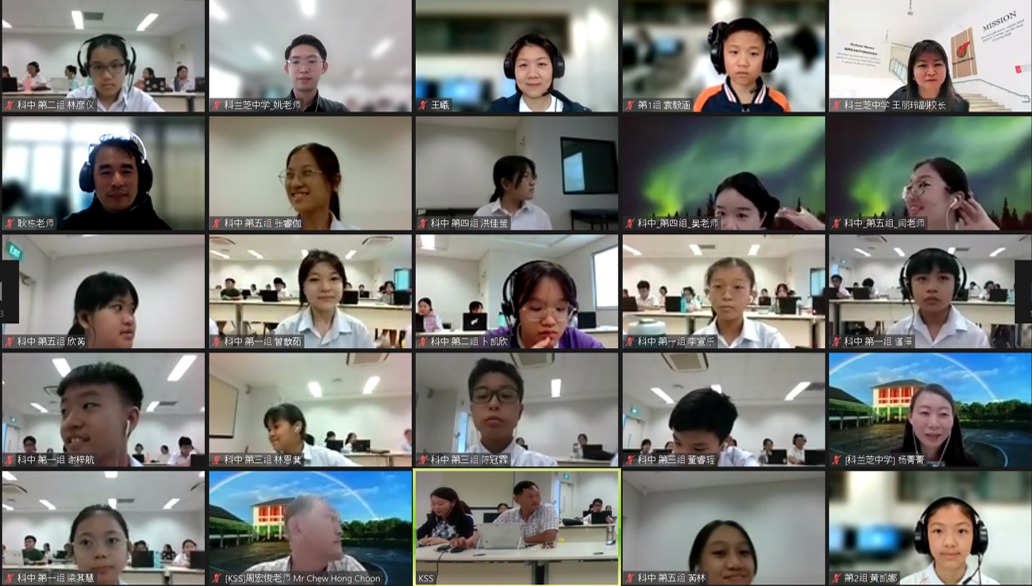 科中 第二组 林彦仪
科兰芝中学_姚老师
王曦
第1组 袁毅涵
MISSION
科兰芝中学 王丽玲副校长
耿栋老师
科中 第五组 张睿伽
科中 第四组 洪佳莹
科中_第四组_吴老师
科中_第五组_闫老师
科中 第五组 欣芮
科中 第一组 曾歆茹
科中 第二组 卜凯欣
科中 第一组 李宣乐
科中 第一组 谨泽
科中 第一组 谢梓航
科中 第三组 林恩霙
科中 第三组 陈冠霖
科中 第三组 董睿轾
[科兰芝中学] 杨菁菁
科中 第一组 梁其慧
[KSS]周宏俊老师 Mr Chew Hong Choon
KSS
科中 第五组 芮林
第2组 黄凯娜